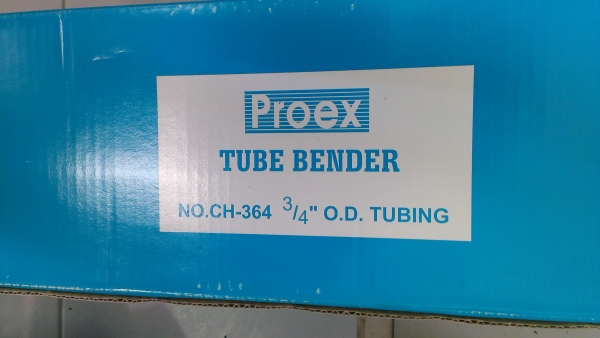 Proex
TUBE BENDER
NO.CH-364 3/4" O.D. TUBING